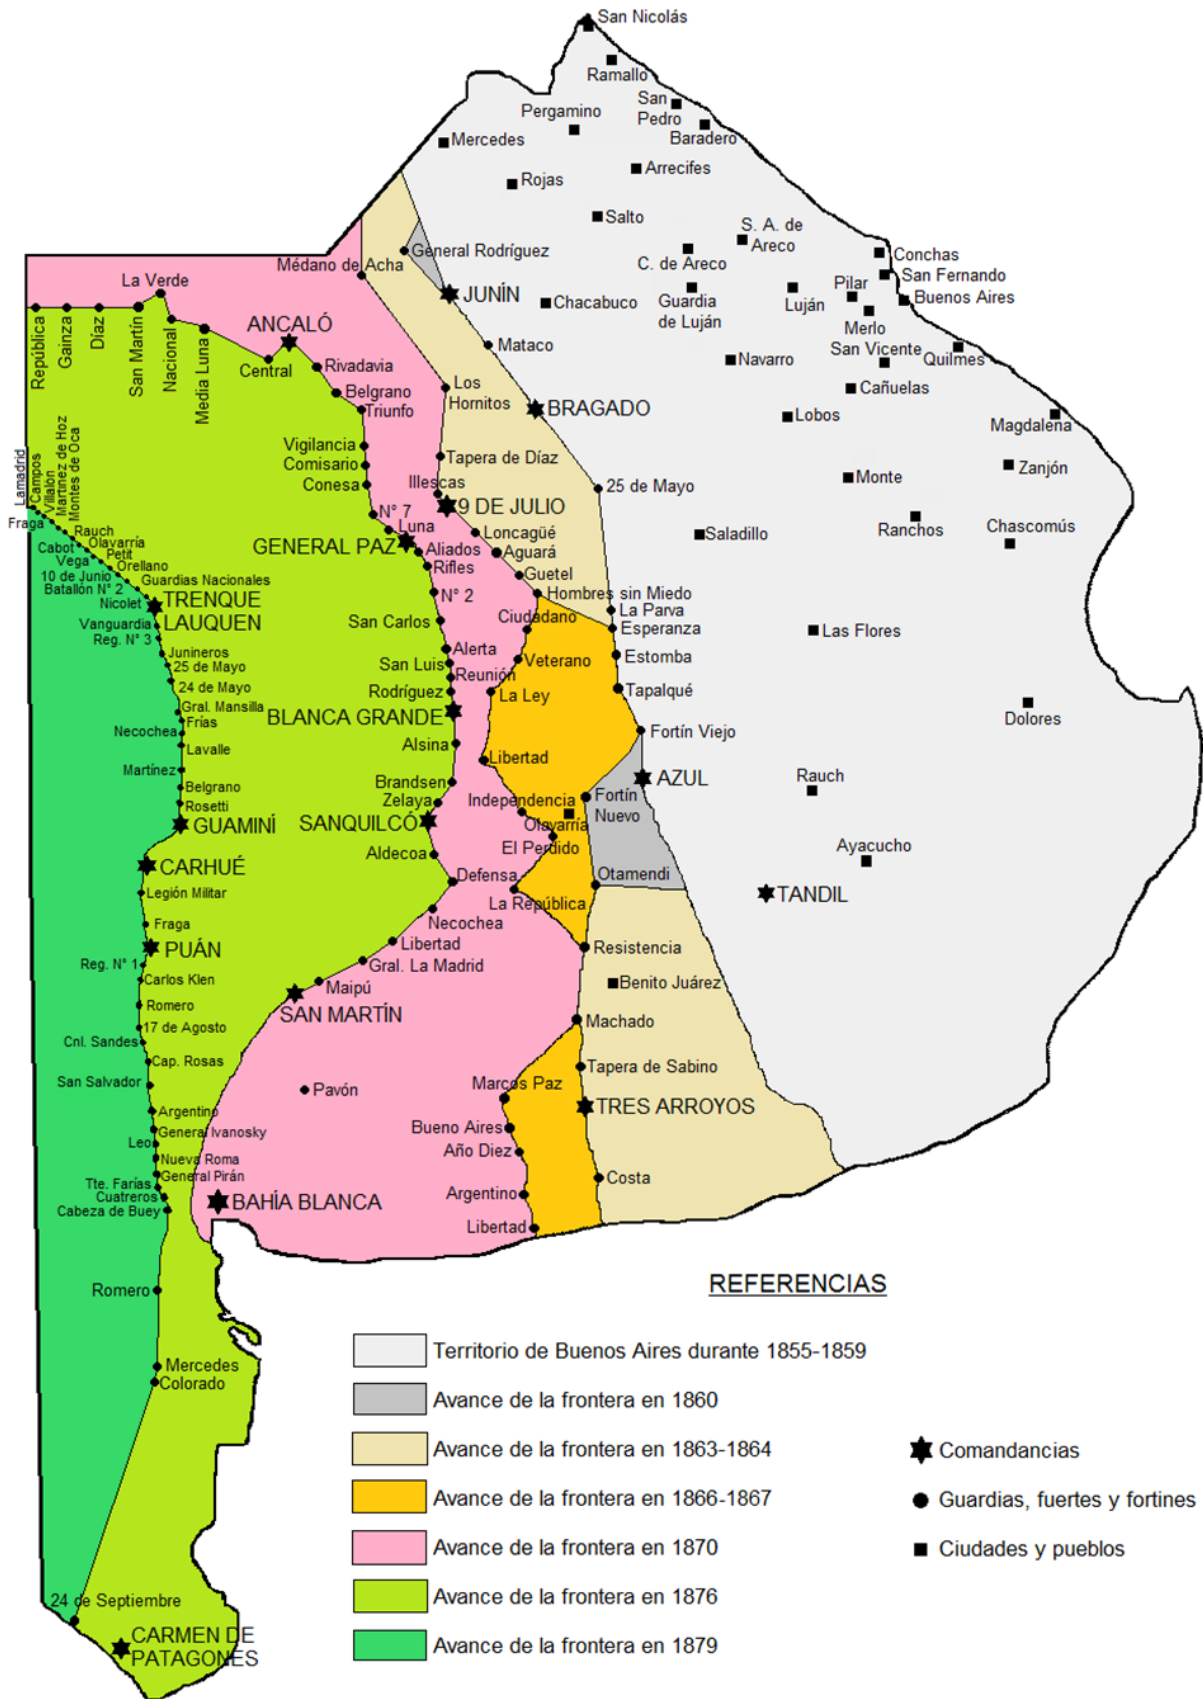 San Nicolás
Ramallo
San
Pedro
Pergamino
Baradero
Mercedes
Arrecifes
Rojas
Salto
S. A. de
Areco
C. de Areco
Conchas
San Fernando
General Rodríguez
Médano de Acha
La Verde
JUNÍN
Chacabuco
Guardia
de Luján
Luján
Pilar
Buenos Aires
Merlo
República
Gainza
Díaz
San Martín
Nacional
Media Luna
ANCALÓ
Central
Rivadavia
Mataco
Navarro
San Vicente
Quilmes
Belgrano
Triunfo
Los
Hornitos
BRAGADO
Cañuelas
Lobos
Magdalena
Vigilancia
Comisario
Conesa
Tapera de Díaz
Illescas
25 de Mayo
Monte
Zanjón
Lamadrid
Campos
Villalón
Martinez de Hoz
Montes de Oca
Fraga
Rauch
Olavarría
Cabot
Petit
Vega
Orellano
10 de Junio
Guardias Nacionales
Batallón N° 2
Nicolet
TRENQUE
LAUQUEN
N° 7
Luna
9 DE JULIO
GENERAL PAZ
Aliados
Rifles
Loncagüé
Aguará
Guetel
Saladillo
Ranchos
Chascomús
N° 2
Hombres sin Miedo
Ciudadano
La Parva
Esperanza
Las Flores
Vanguardia
Reg. N° 3
Junineros
25 de Mayo
24 de Mayo
San Carlos
Alerta
San Luis
Reunión
Rodríguez
Veterano
Estomba
La Ley
Tapalqué
Dolores
Gral. Mansilla
Frías
Necochea
Lavalle
BLANCA GRANDE
Fortín Viejo
Alsina
Libertad
AZUL
Rauch
Martínez
Belgrano
Rosetti
Brandsen
Zelaya
Independencia
Fortín
Nuevo
GUAMINÍ
SANQUILCÓ
Olavarría
El Perdido
Ayacucho
CARHUÉ
Aldecoa
Defensa
Otamendi
TANDIL
Legión Militar
La República
Fraga
Necochea
PUÁN
Libertad
Resistencia
Reg. N° 1
Gral. La Madrid
Carlos Klen
Maipú
Benito Juárez
Romero
SAN MARTÍN
17 de Agosto
Machado
Cnl. Sandes
Cap. Rosas
Tapera de Sabino
San Salvador
Pavón
Marcos Paz
Argentino
TRES ARROYOS
General Ivanosky
Bueno Aires
Leo
Año Diez
Nueva Roma
General Pirán
Tte. Farías
Costa
Cuatreros
Argentino
Cabeza de Buey
BAHÍA BLANCA
Libertad
Romero
Mercedes
Colorado
24 de Septiembre
CARMEN DE
PATAGONES
REFERENCIAS
Territorio de Buenos Aires durante 1855-1859
Avance de la frontera en 1860
Avance de la frontera en 1863-1864
Avance de la frontera en 1866-1867
Avance de la frontera en 1870
Avance de la frontera en 1876
Avance de la frontera en 1879
Comandancias
Guardias, fuertes y fortines
Ciudades y pueblos